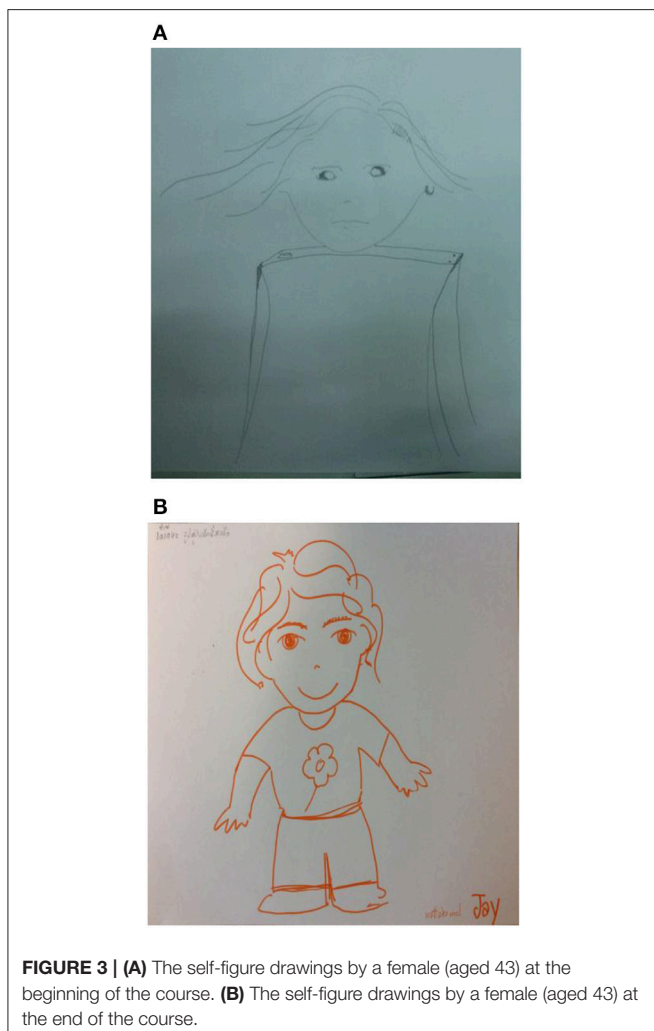 A
B
Jay
FIGURE 3 | (A) The self-figure drawings by a female (aged 43) at the
beginning of the course. (B) The self-figure drawings by a female (aged 43) at
the end of the course.